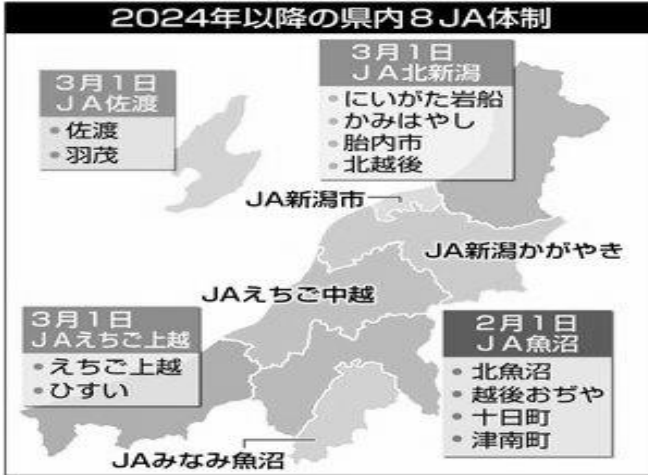 2024年以降の県内8JA体制
3月1日
JA佐渡
・佐渡
・羽茂
3月1日
JA北新潟
・にいがた岩船
・かみはやし
・胎内市
・北越後
JA新潟市
JA新潟かがやき
JAえちご中越
3月1日
JAえちご上越
・えちご上越
・ひすい
2月1日
JA魚沼
・北魚沼
・越後おぢや
・十日町
・津南町
JAみなみ魚沼